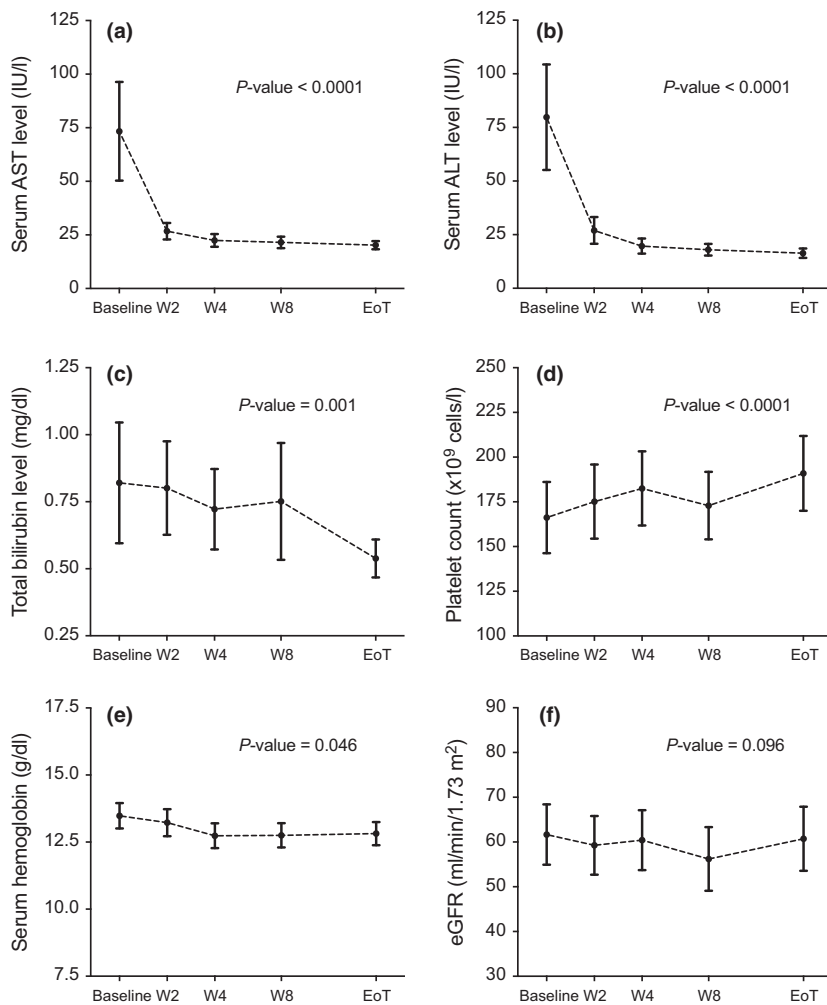 (a)
P-value < 0.0001
Serum AST level (IU/l)
125
100
75
50
25
0
Baseline W2 W4 W8 EoT
(b)
P-value < 0.0001
Serum ALT level (IU/l)
125
100
75
50
25
0
Baseline W2 W4 W8 EoT
(c)
P-value = 0.001
Total bilirubin level (mg/dl)
1.25
1.00
0.75
0.50
0.25
Baseline W2 W4 W8 EoT
(d)
P-value < 0.0001
Platelet count (x10⁹ cells/l)
250
225
200
175
150
125
100
Baseline W2 W4 W8 EoT
(e)
P-value = 0.046
Serum hemoglobin (g/dl)
17.5
15.0
12.5
10.0
7.5
Baseline W2 W4 W8 EoT
(f)
P-value = 0.096
eGFR (ml/min/1.73 m²)
90
80
70
60
50
40
30
Baseline W2 W4 W8 EoT